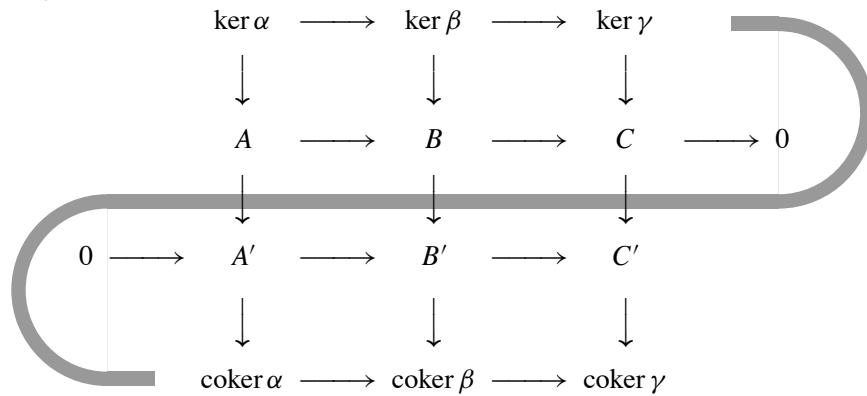 ker α ker β ker γ
A B C 0
0 A′ B′ C′
coker α coker β coker γ